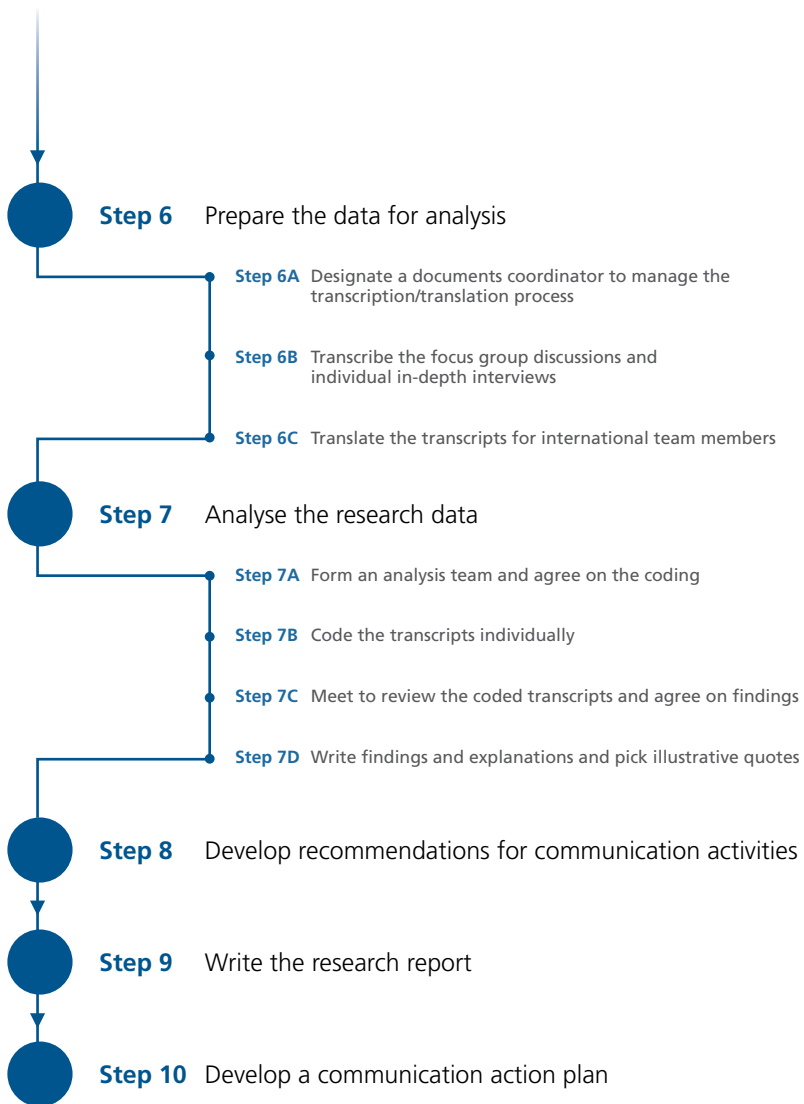 Step 6 Prepare the data for analysis
Step 6A Designate a documents coordinator to manage the
transcription/translation process
Step 6B Transcribe the focus group discussions and
individual in-depth interviews
Step 6C Translate the transcripts for international team members
Step 7 Analyse the research data
Step 7A Form an analysis team and agree on the coding
Step 7B Code the transcripts individually
Step 7C Meet to review the coded transcripts and agree on findings
Step 7D Write findings and explanations and pick illustrative quotes
Step 8 Develop recommendations for communication activities
Step 9 Write the research report
Step 10 Develop a communication action plan